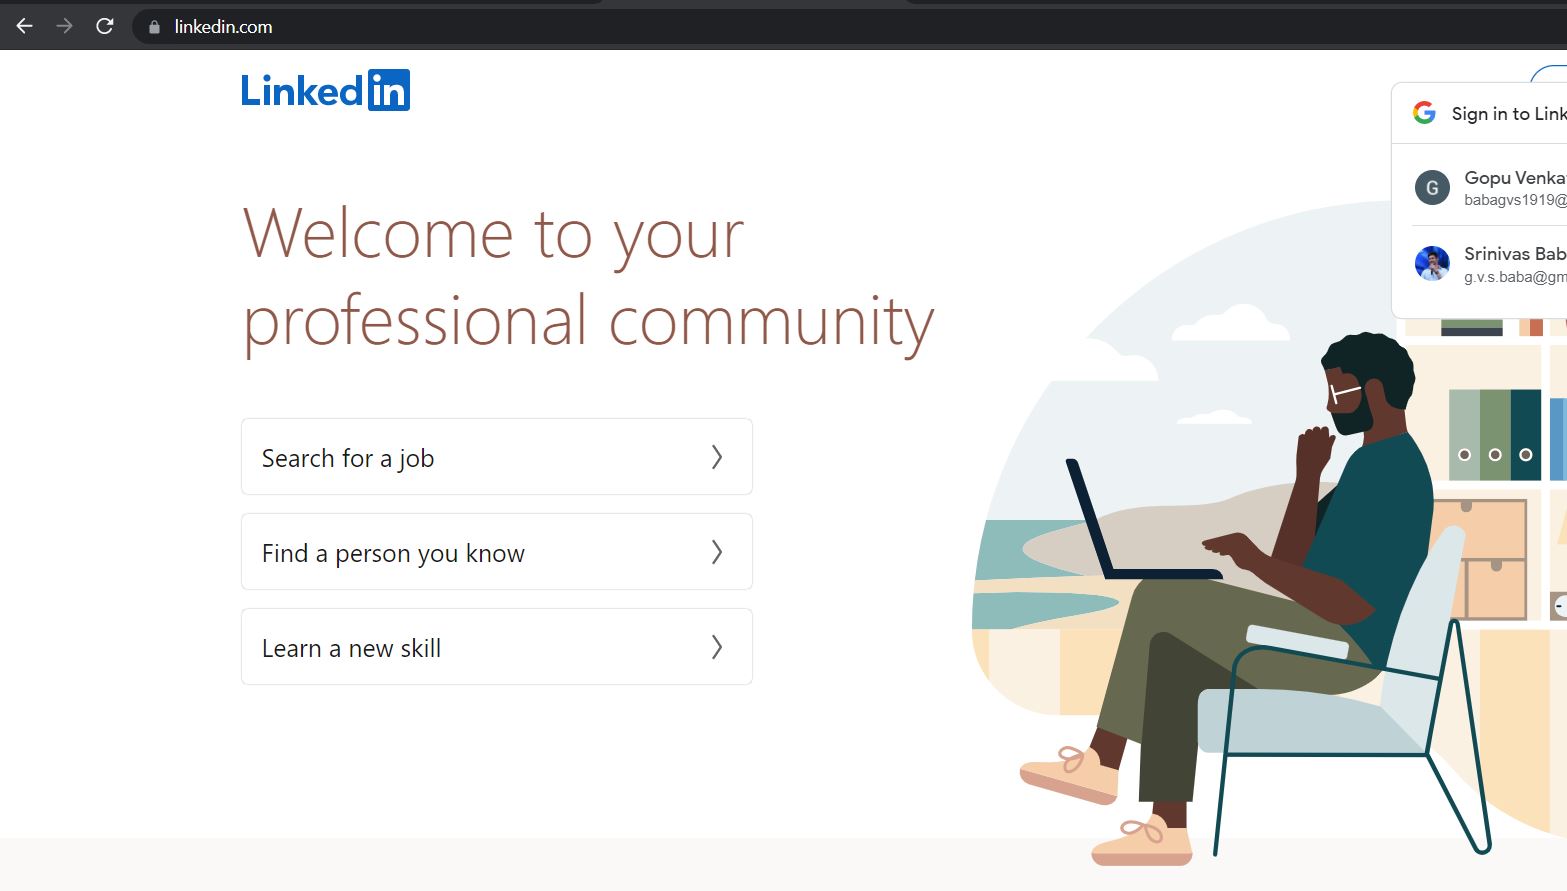 linkedin.com
Linkedin
Sign in to Link
G
Gopu Venka
babagvs1919@
Srinivas Bab
g.v.s.baba@gm
Welcome to your
professional community
Search for a job
Find a person you know
Learn a new skill